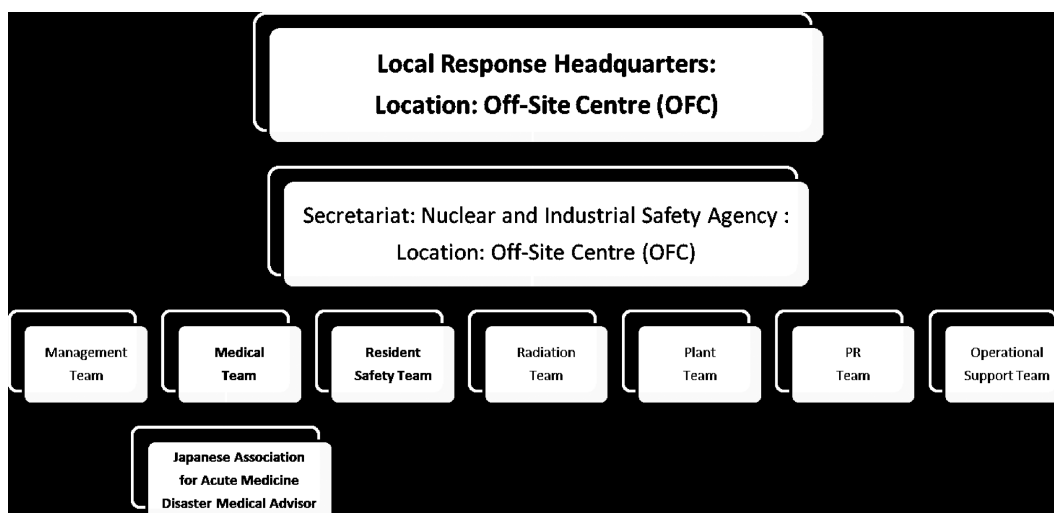 Local Response Headquarters:
Location: Off-Site Centre (OFC)
Secretariat: Nuclear and Industrial Safety Agency :
Location: Off-Site Centre (OFC)
Management
Team
Medical
Team
Resident
Safety Team
Radiation
Team
Plant
Team
PR
Team
Operational
Support Team
Japanese Association
for Acute Medicine
Disaster Medical Advisor